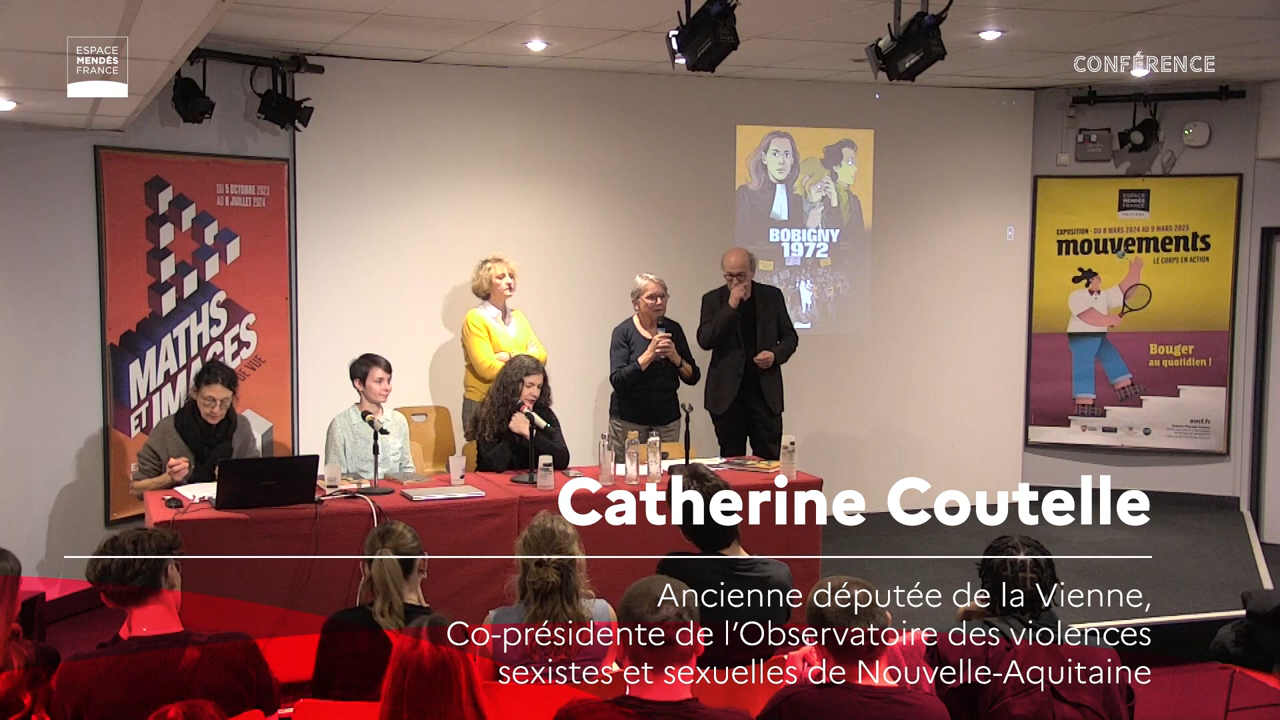 ESPACE
MENDÈS
FRANCE
CONFÉRENCE
DU 5 OCTOBRE 2023
AU 6 JUILLET 2024
MATHS
ET IMAGES
DE VUE
BOBIGNY
1972
ESPACE
MENDÈS
FRANCE
EXPOSITION - DU 8 MARS 2024 AU 9 MARS 2025
mouvements
LE CORPS EN ACTION
Bouger
au quotidien !
emf.fr
Catherine Coutelle
Ancienne députée de la Vienne,
Co-présidente de l'Observatoire des violences
sexistes et sexuelles de Nouvelle-Aquitaine